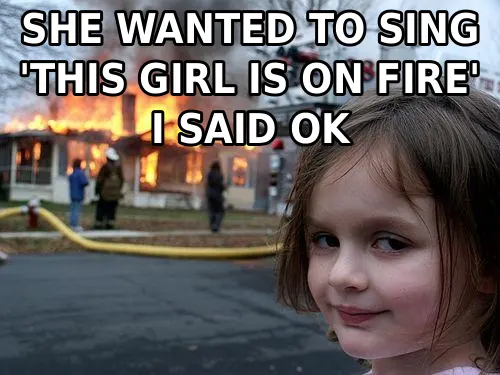 SHE WANTED TO SING
'THIS GIRL IS ON FIRE'
I SAID OK